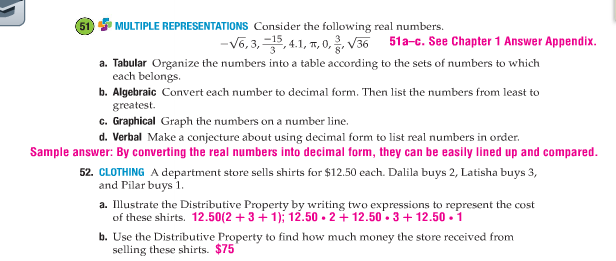 51 MULTIPLE REPRESENTATIONS Consider the following real numbers.
−√6, 3, −15/3, 4.1, π, 0, 3/8, √36 51a–c. See Chapter 1 Answer Appendix.
a. Tabular Organize the numbers into a table according to the sets of numbers to which
each belongs.
b. Algebraic Convert each number to decimal form. Then list the numbers from least to
greatest.
c. Graphical Graph the numbers on a number line.
d. Verbal Make a conjecture about using decimal form to list real numbers in order.
Sample answer: By converting the real numbers into decimal form, they can be easily lined up and compared.
52. CLOTHING A department store sells shirts for $12.50 each. Dalila buys 2, Latisha buys 3,
and Pilar buys 1.
a. Illustrate the Distributive Property by writing two expressions to represent the cost
of these shirts. 12.50(2 + 3 + 1); 12.50 • 2 + 12.50 • 3 + 12.50 • 1
b. Use the Distributive Property to find how much money the store received from
selling these shirts. $75